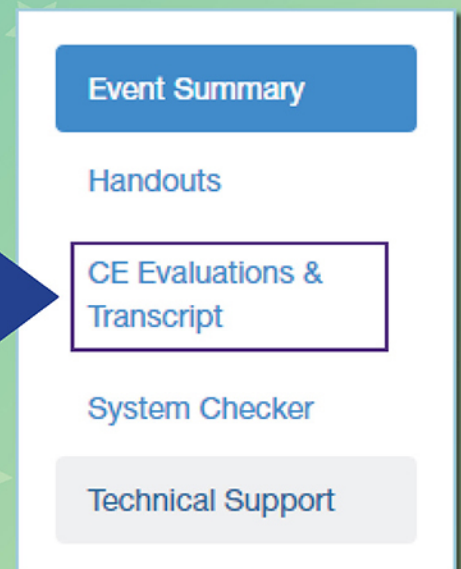 Event Summary
Handouts
CE Evaluations &
Transcript
System Checker
Technical Support